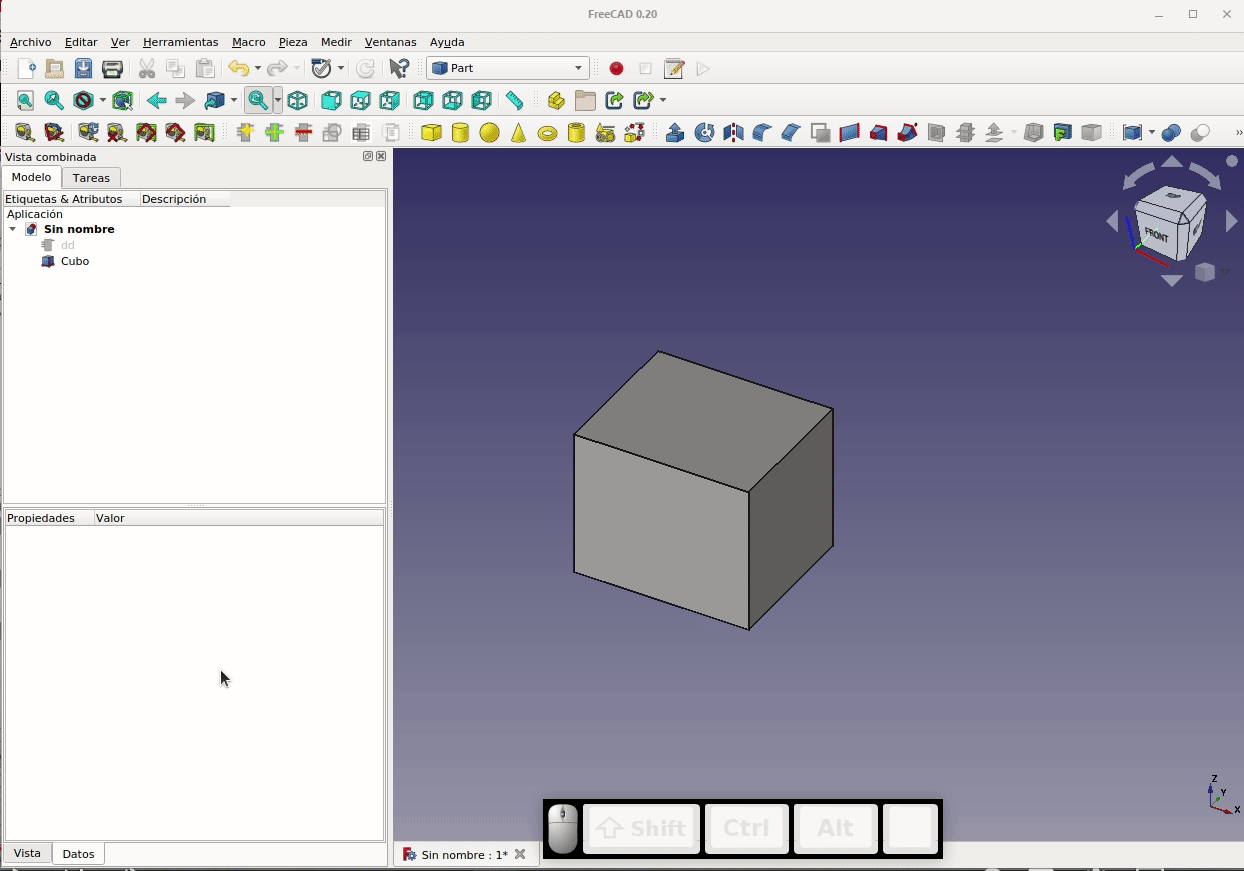 FreeCAD 0.20
Archivo Editar Ver Herramientas Macro Pieza Medir Ventanas Ayuda
Part
Vista combinada
Modelo Tareas
Etiquetas & Atributos Descripción
Aplicación
Sin nombre
dd
Cubo
FRONT
Propiedades Valor
Z
Y
X
Shift Ctrl Alt
Vista Datos
Sin nombre : 1*